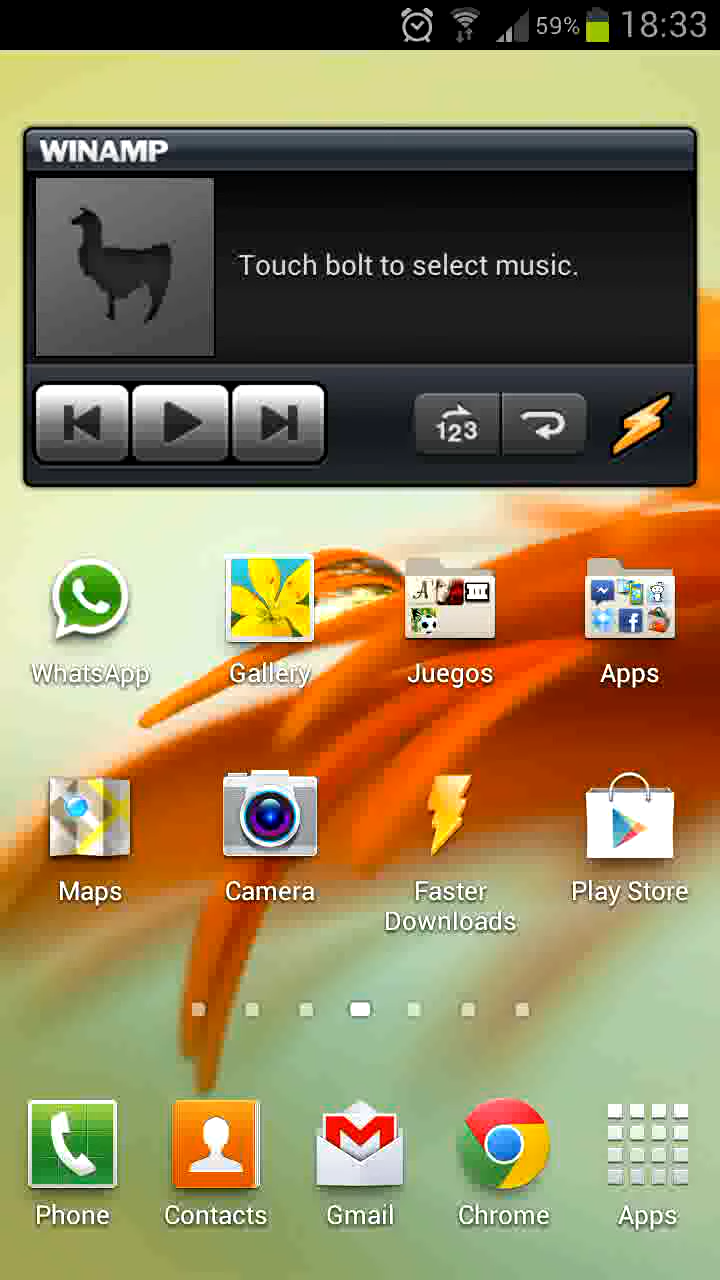 59% 18:33
WINAMP
Touch bolt to select music.
123
WhatsApp Gallery Juegos Apps
Maps Camera Faster Downloads Play Store
Phone Contacts Gmail Chrome Apps